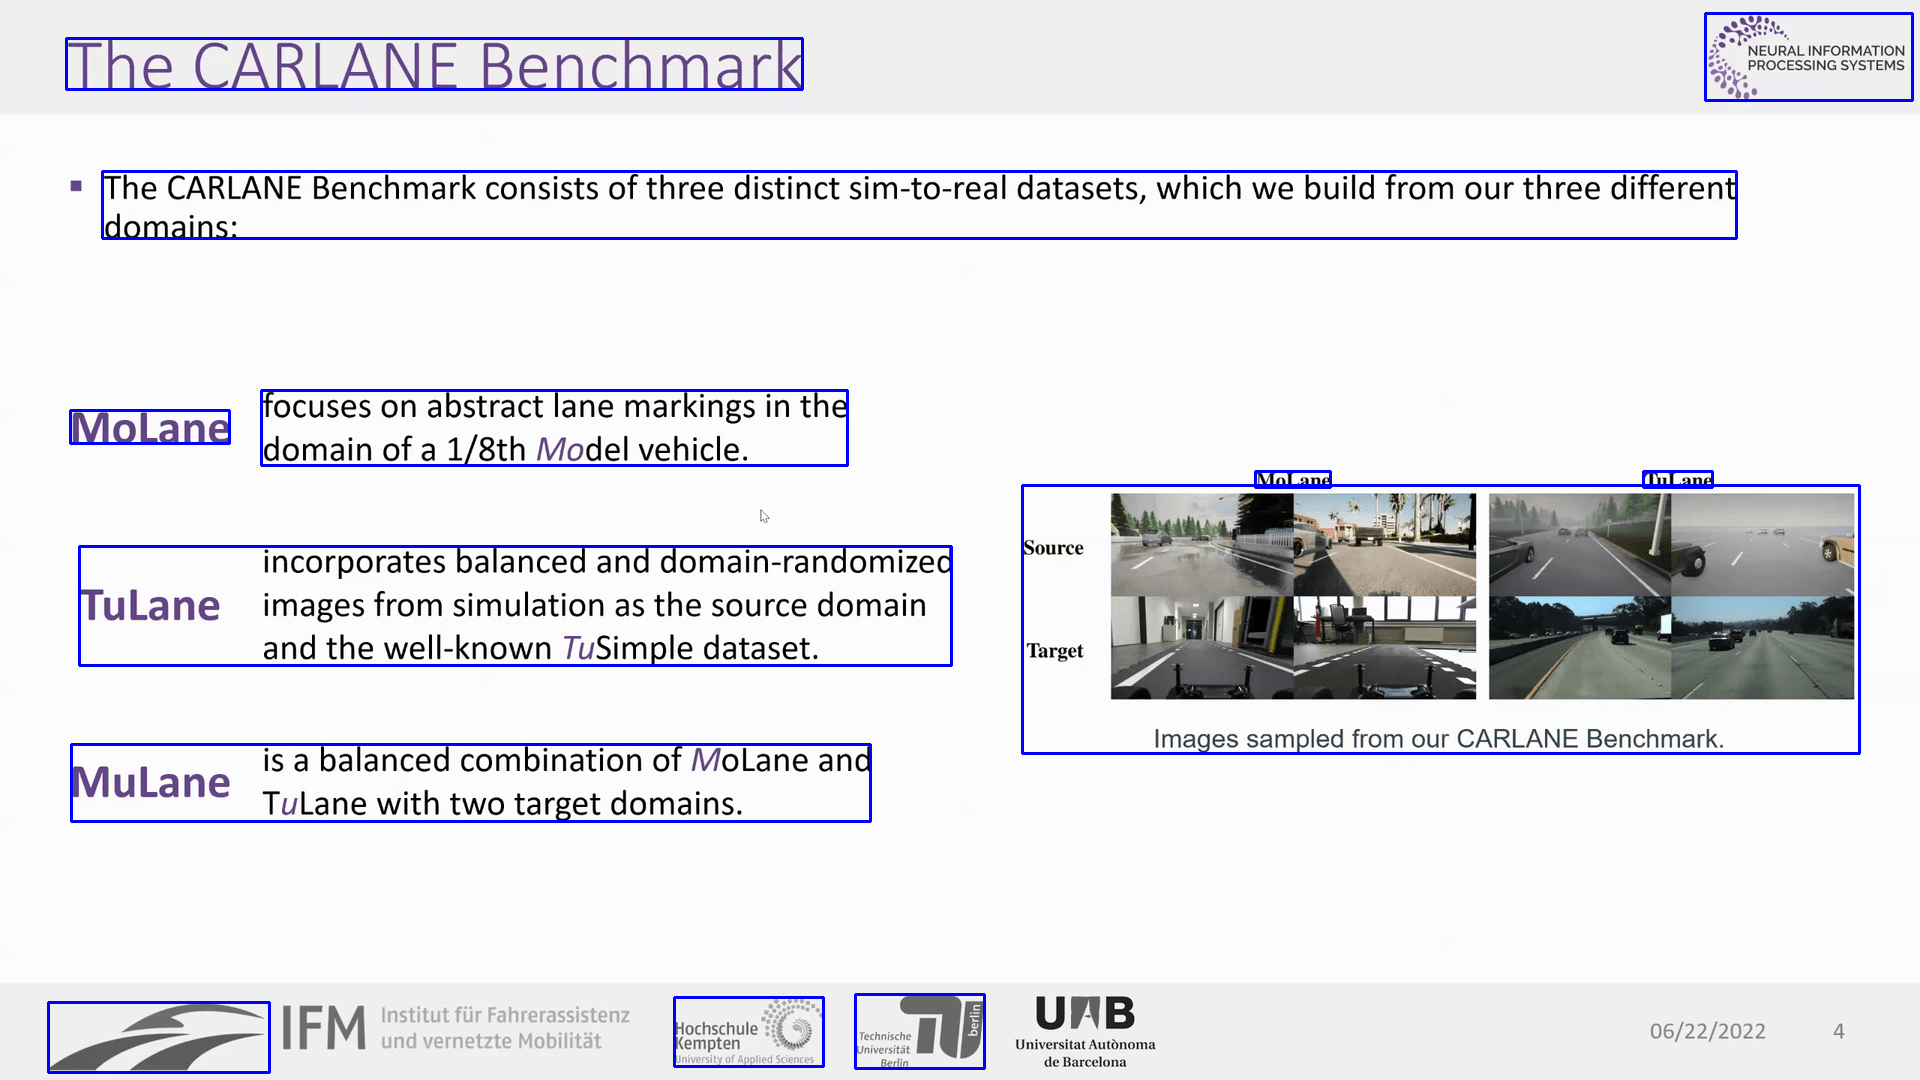 The CARLANE Benchmark
NEURAL INFORMATION
PROCESSING SYSTEMS
▪ The CARLANE Benchmark consists of three distinct sim-to-real datasets, which we build from our three different
domains:
MoLane
focuses on abstract lane markings in the
domain of a 1/8th Model vehicle.
TuLane
incorporates balanced and domain-randomized
images from simulation as the source domain
and the well-known TuSimple dataset.
MuLane
is a balanced combination of MoLane and
TuLane with two target domains.
MoLane TuLane
Source
Target
Images sampled from our CARLANE Benchmark.
IFM
Institut für Fahrerassistenz
und vernetzte Mobilität
Hochschule
Kempten
University of Applied Sciences
Technische
Universität
Berlin
berlin
UAB
Universitat Autònoma
de Barcelona
06/22/2022 4